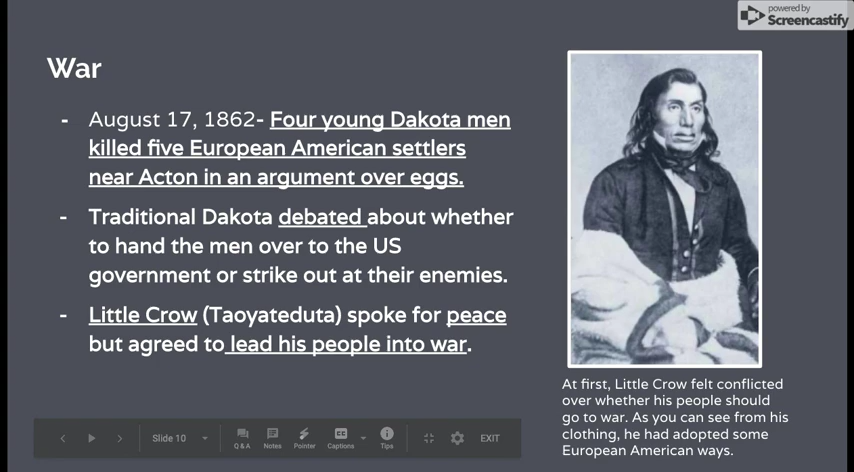 powered by
Screencastify
War
- August 17, 1862- Four young Dakota men
killed five European American settlers
near Acton in an argument over eggs.
- Traditional Dakota debated about whether
to hand the men over to the US
government or strike out at their enemies.
- Little Crow (Taoyateduta) spoke for peace
but agreed to lead his people into war.
At first, Little Crow felt conflicted
over whether his people should
go to war. As you can see from his
clothing, he had adopted some
European American ways.
Slide 10
Q & A
Notes
Pointer
CC
Captions
Tips
EXIT